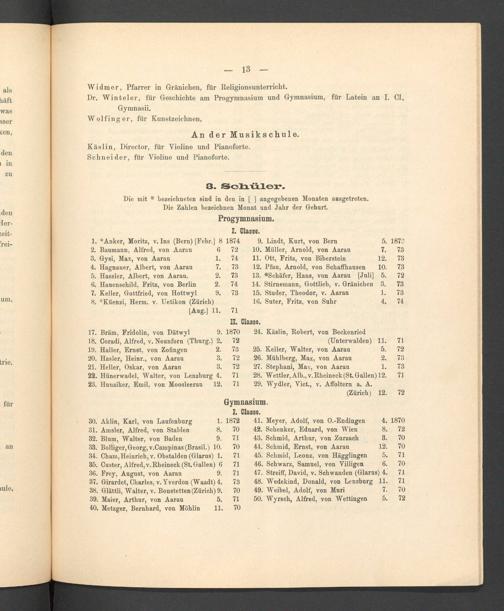 — 13 —
Widmer, Pfarrer in Gränichen, für Religionsunterricht.
Dr. Winteler, für Geschichte am Progymnasium und Gymnasium, für Latein an I. Cl.,
Gymnasii.
Wolfinger, für Kunstzeichnen.
An der Musikschule.
Käslin, Director, für Violine und Pianoforte.
Schneider, für Violine und Pianoforte.
3. Schüler.
Die mit * bezeichneten sind in den in [ ] angegebenen Monaten ausgetreten.
Die Zahlen bezeichnen Monat und Jahr der Geburt.
Progymnasium.
I. Classe.
1. *Anker, Moritz, v. Ins (Bern) [Febr.] 8 1874
2. Baumann, Alfred, von Aarau 6 72
3. Gysi, Max, von Aarau 1. 74
4. Hagnauer, Albert, von Aarau 7. 73
5. Hassler, Albert, von Aarau. 2. 73
6. Hanenschild, Fritz, von Berlin 2. 74
7. Keller, Gottfried, von Hottwyl 9. 73
8. *Küenzi, Herm. v. Uetikon (Zürich)
[Aug.] 11. 71
9. Lindt, Kurt, von Bern 5.
10. Müller, Arnold, von Aarau 7. 73
11. Ott, Fritz, von Biberstein 12. 73
12. Pfau, Arnold, von Schaffhausen 10. 73
13. *Schäfer, Hans, von Aarau [Juli] 5. 72
14. Stirnemann, Gottlieb, v. Gränichen 3. 73
15. Studer, Theodor, v. Aarau 1. 73
16. Suter, Fritz, von Suhr 4. 74
II. Classe.
17. Bräm, Fridolin, von Dätwyl 9. 1870
18. Coradi, Alfred, v. Neunforn (Thurg.) 2. 72
19. Haller, Ernst, von Zofingen 2. 73
20. Hasler, Heinr., von Aarau 3. 72
21. Heller, Oskar, von Aarau 3. 72
22. Hünerwadel, Walter, von Lenzburg 4. 71
23. Hunziker, Emil, von Moosleerau 12. 71
24. Käslin, Robert, von Beckenried
(Unterwalden) 11. 71
25. Keller, Walter, von Aarau 5. 72
26. Mühlberg, Max, von Aarau 2. 73
27. Stephani, Max, von Aarau 1. 73
28. Wettler, Alb., v. Rheineck (St. Gallen) 12. 71
29. Wydler, Vict., v. Affoltern a. A.
(Zürich) 12. 72
Gymnasium.
I. Classe.
30. Aklin, Karl, von Laufenburg 1. 1872
31. Amsler, Alfred, von Stalden 8. 70
32. Blum, Walter, von Baden 9. 71
33. Bolliger, Georg, v. Campinas (Brasil.) 10. 70
34. Cham, Heinrich, v. Obstalden (Glarus) 1. 71
35. Custer, Alfred, v. Rheineck (St. Gallen) 6 71
36. Frey, August, von Aarau 9. 71
37. Girardet, Charles, v. Yverdon (Waadt) 4. 73
38. Glättli, Walter, v. Bonstetten (Zürich) 9. 70
39. Maier, Arthur, von Aarau 5. 71
40. Metzger, Bernhard, von Möhlin 11. 70
41. Meyer, Adolf, von O.-Endingen 4. 1870
42. Schenker, Eduard, von Wien 8. 72
43. Schmid, Arthur, von Zurzach 3. 70
44. Schmid, Ernst, von Aarau 12. 70
45. Schmid, Leonz, von Hägglingen 5. 71
46. Schwarz, Samuel, von Villigen 6. 70
47. Streiff, David, v. Schwanden (Glarus) 4. 71
48. Wedekind, Donald, von Lenzburg 11. 71
49. Weibel, Adolf, von Muri 7. 70
50. Wyrsch, Alfred, von Wettingen 5. 72